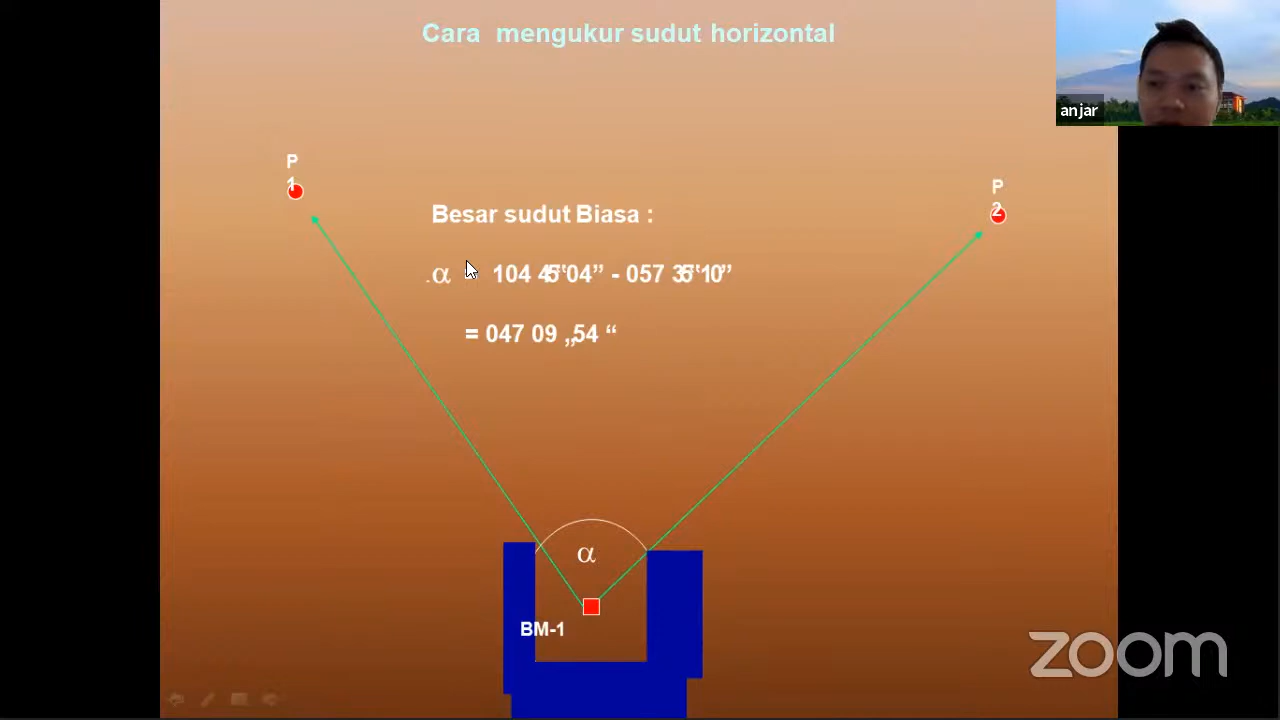 Cara mengukur sudut horizontal
anjar
P
1
P
2
Besar sudut Biasa :
α = 104 45“04” - 057 35“10”
= 047 09 „54 “
α
BM-1
zoom